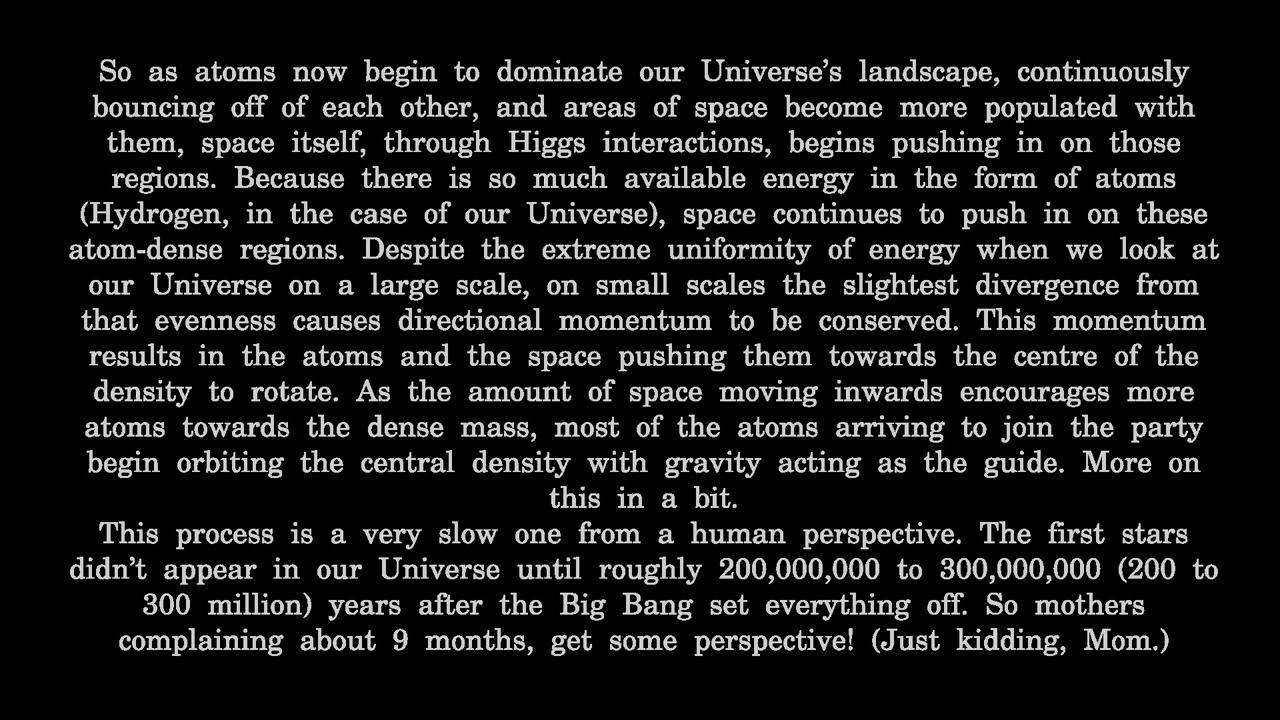 So as atoms now begin to dominate our Universe’s landscape, continuously
bouncing off of each other, and areas of space become more populated with
them, space itself, through Higgs interactions, begins pushing in on those
regions. Because there is so much available energy in the form of atoms
(Hydrogen, in the case of our Universe), space continues to push in on these
atom-dense regions. Despite the extreme uniformity of energy when we look at
our Universe on a large scale, on small scales the slightest divergence from
that evenness causes directional momentum to be conserved. This momentum
results in the atoms and the space pushing them towards the centre of the
density to rotate. As the amount of space moving inwards encourages more
atoms towards the dense mass, most of the atoms arriving to join the party
begin orbiting the central density with gravity acting as the guide. More on
this in a bit.
This process is a very slow one from a human perspective. The first stars
didn’t appear in our Universe until roughly 200,000,000 to 300,000,000 (200 to
300 million) years after the Big Bang set everything off. So mothers
complaining about 9 months, get some perspective! (Just kidding, Mom.)